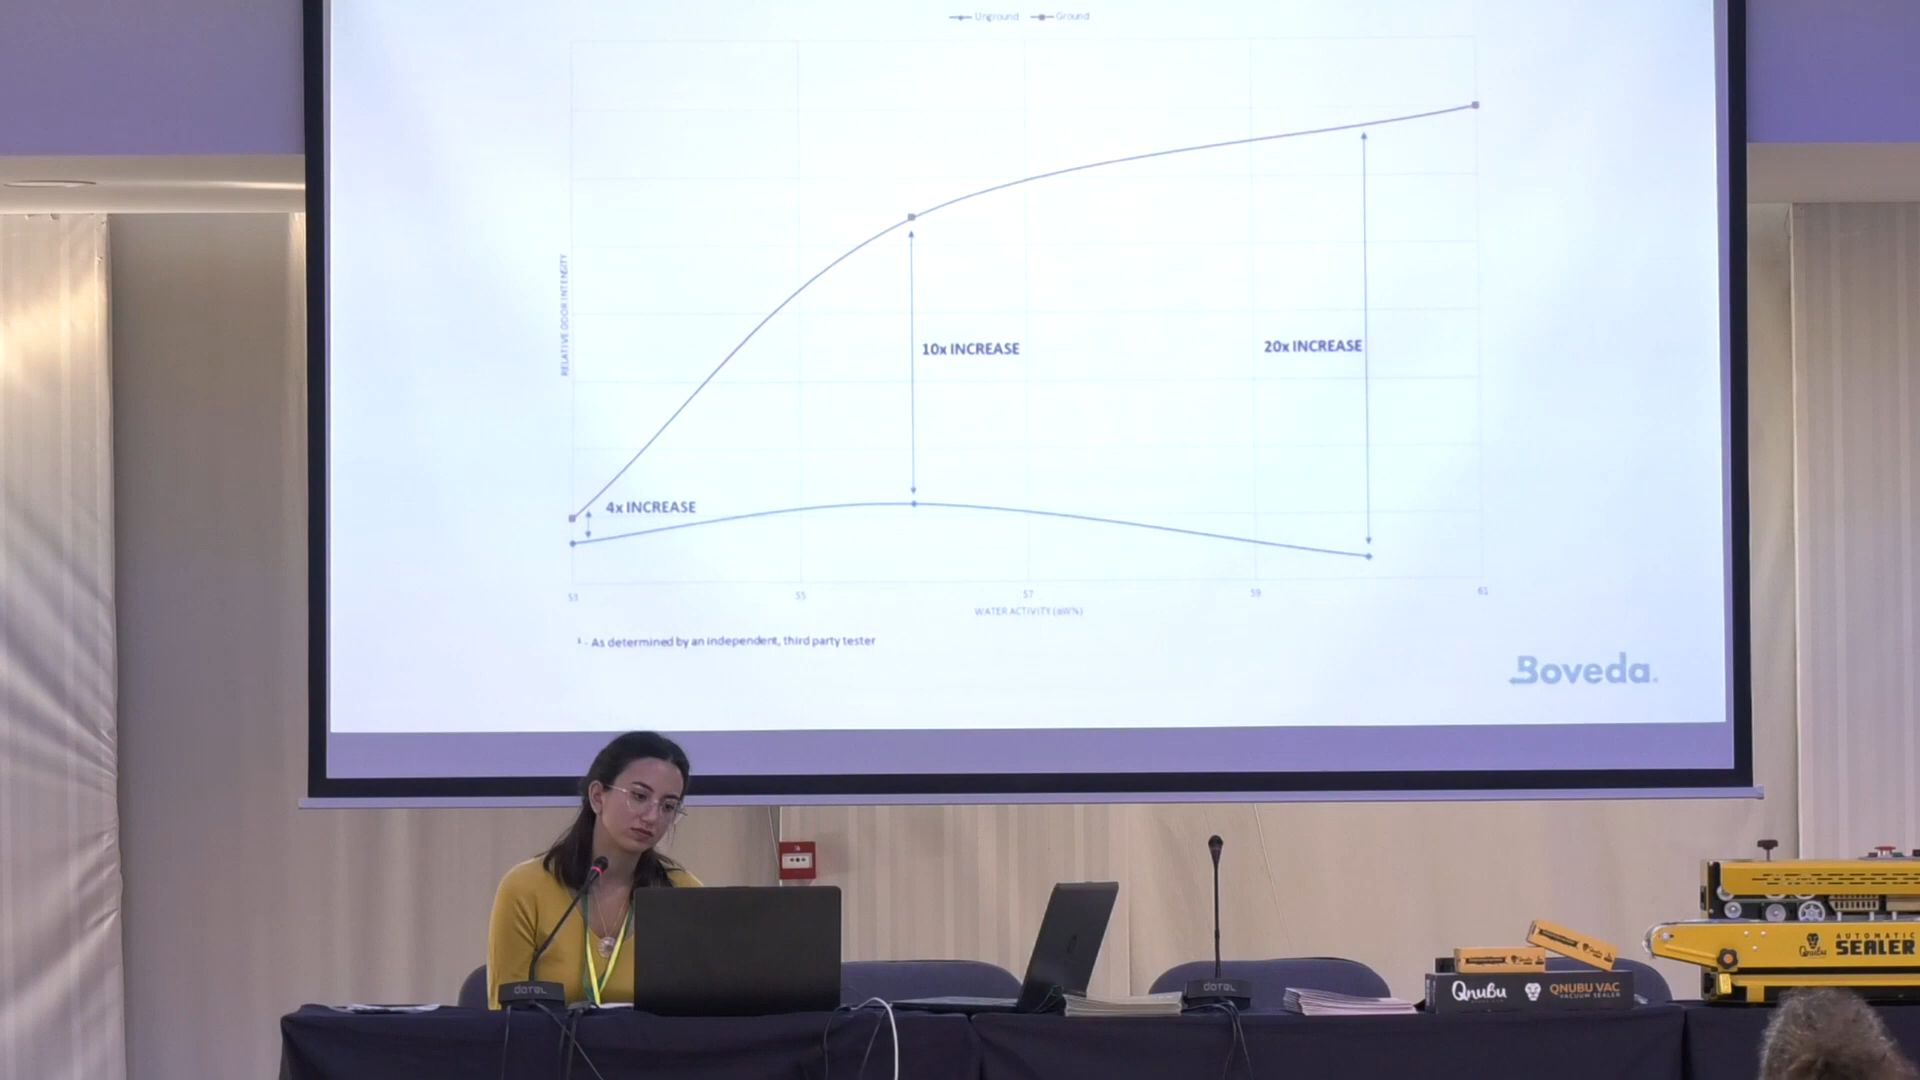 Unground Ground
RELATIVE ODOR INTENSITY
10x INCREASE
20x INCREASE
4x INCREASE
53 55 57 59 61
WATER ACTIVITY (aW%)
¹ - As determined by an independent, third party tester
Boveda.
DOTEL
DOTEL
Qnubu
QNUBU VAC
VACUUM SEALER
Qnubu
AUTOMATIC
SEALER